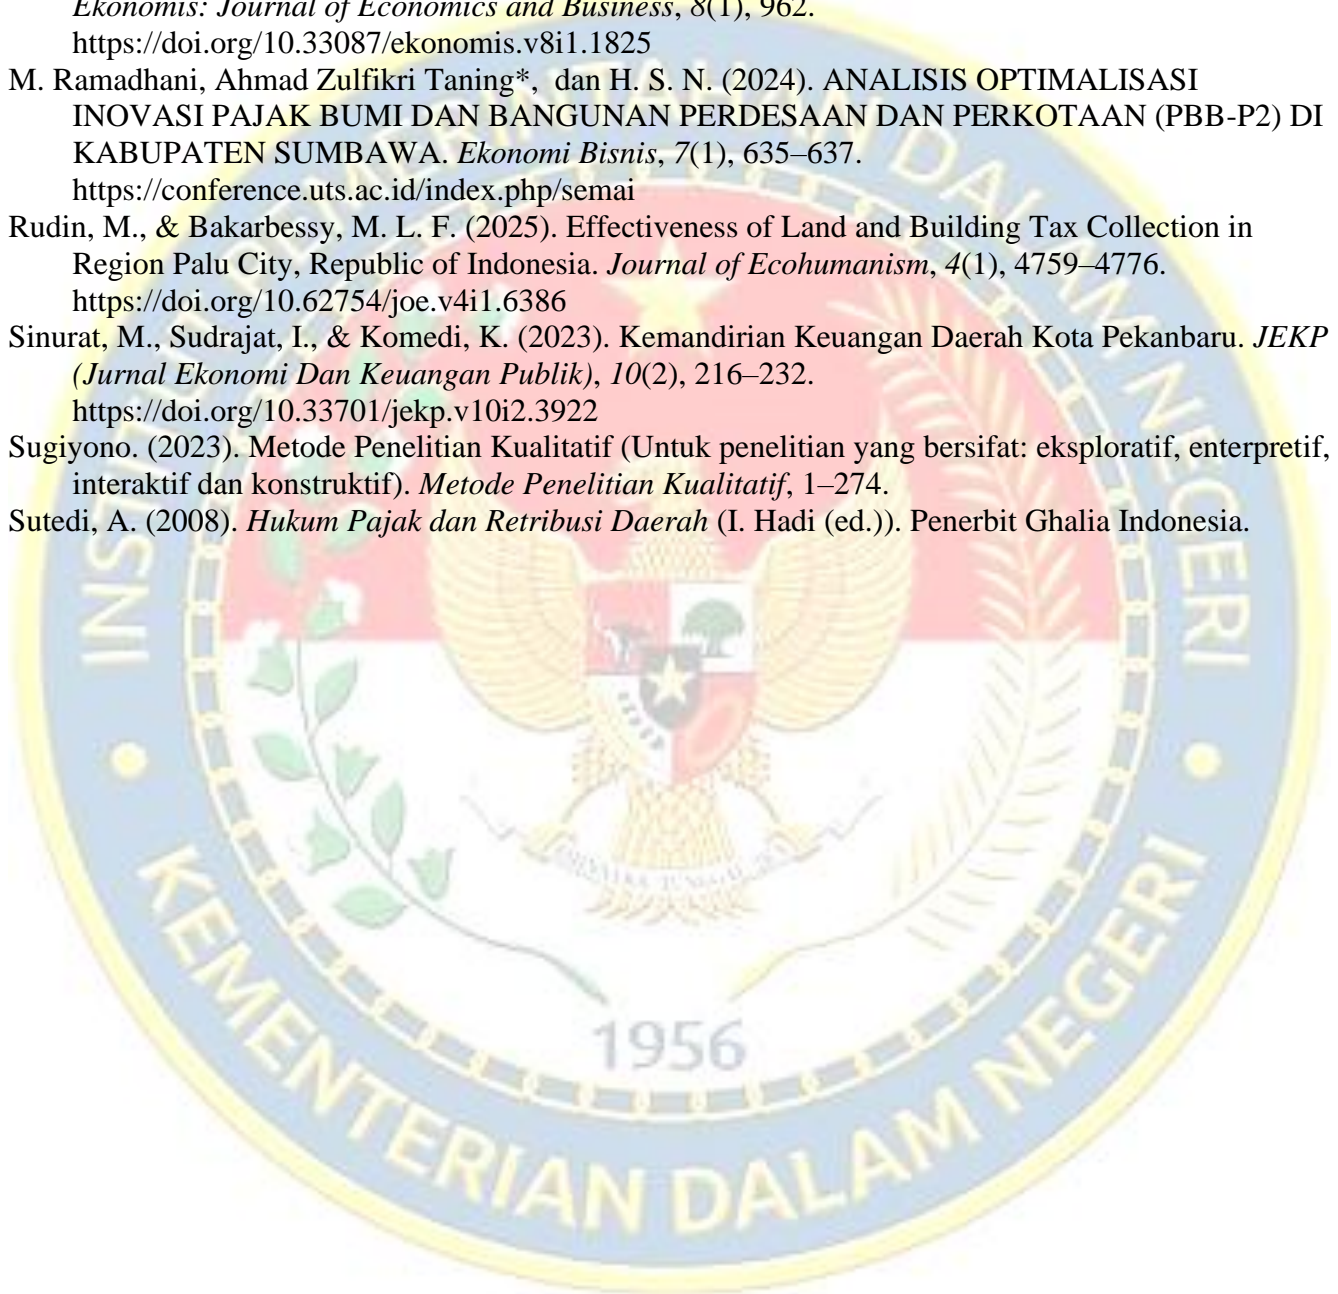 Ekonomis: Journal of Economics and Business, 8(1), 962.
https://doi.org/10.33087/ekonomis.v8i1.1825
M. Ramadhani, Ahmad Zulfikri Taning*, dan H. S. N. (2024). ANALISIS OPTIMALISASI
INOVASI PAJAK BUMI DAN BANGUNAN PERDESAAN DAN PERKOTAAN (PBB-P2) DI
KABUPATEN SUMBAWA. Ekonomi Bisnis, 7(1), 635–637.
https://conference.uts.ac.id/index.php/semai
Rudin, M., & Bakarbessy, M. L. F. (2025). Effectiveness of Land and Building Tax Collection in
Region Palu City, Republic of Indonesia. Journal of Ecohumanism, 4(1), 4759–4776.
https://doi.org/10.62754/joe.v4i1.6386
Sinurat, M., Sudrajat, I., & Komedi, K. (2023). Kemandirian Keuangan Daerah Kota Pekanbaru. JEKP
(Jurnal Ekonomi Dan Keuangan Publik), 10(2), 216–232.
https://doi.org/10.33701/jekp.v10i2.3922
Sugiyono. (2023). Metode Penelitian Kualitatif (Untuk penelitian yang bersifat: eksploratif, enterpretif,
interaktif dan konstruktif). Metode Penelitian Kualitatif, 1–274.
Sutedi, A. (2008). Hukum Pajak dan Retribusi Daerah (I. Hadi (ed.)). Penerbit Ghalia Indonesia.
PEMERINTAHAN DALAM NEGERI
1956
KEMENTERIAN DALAM NEGERI